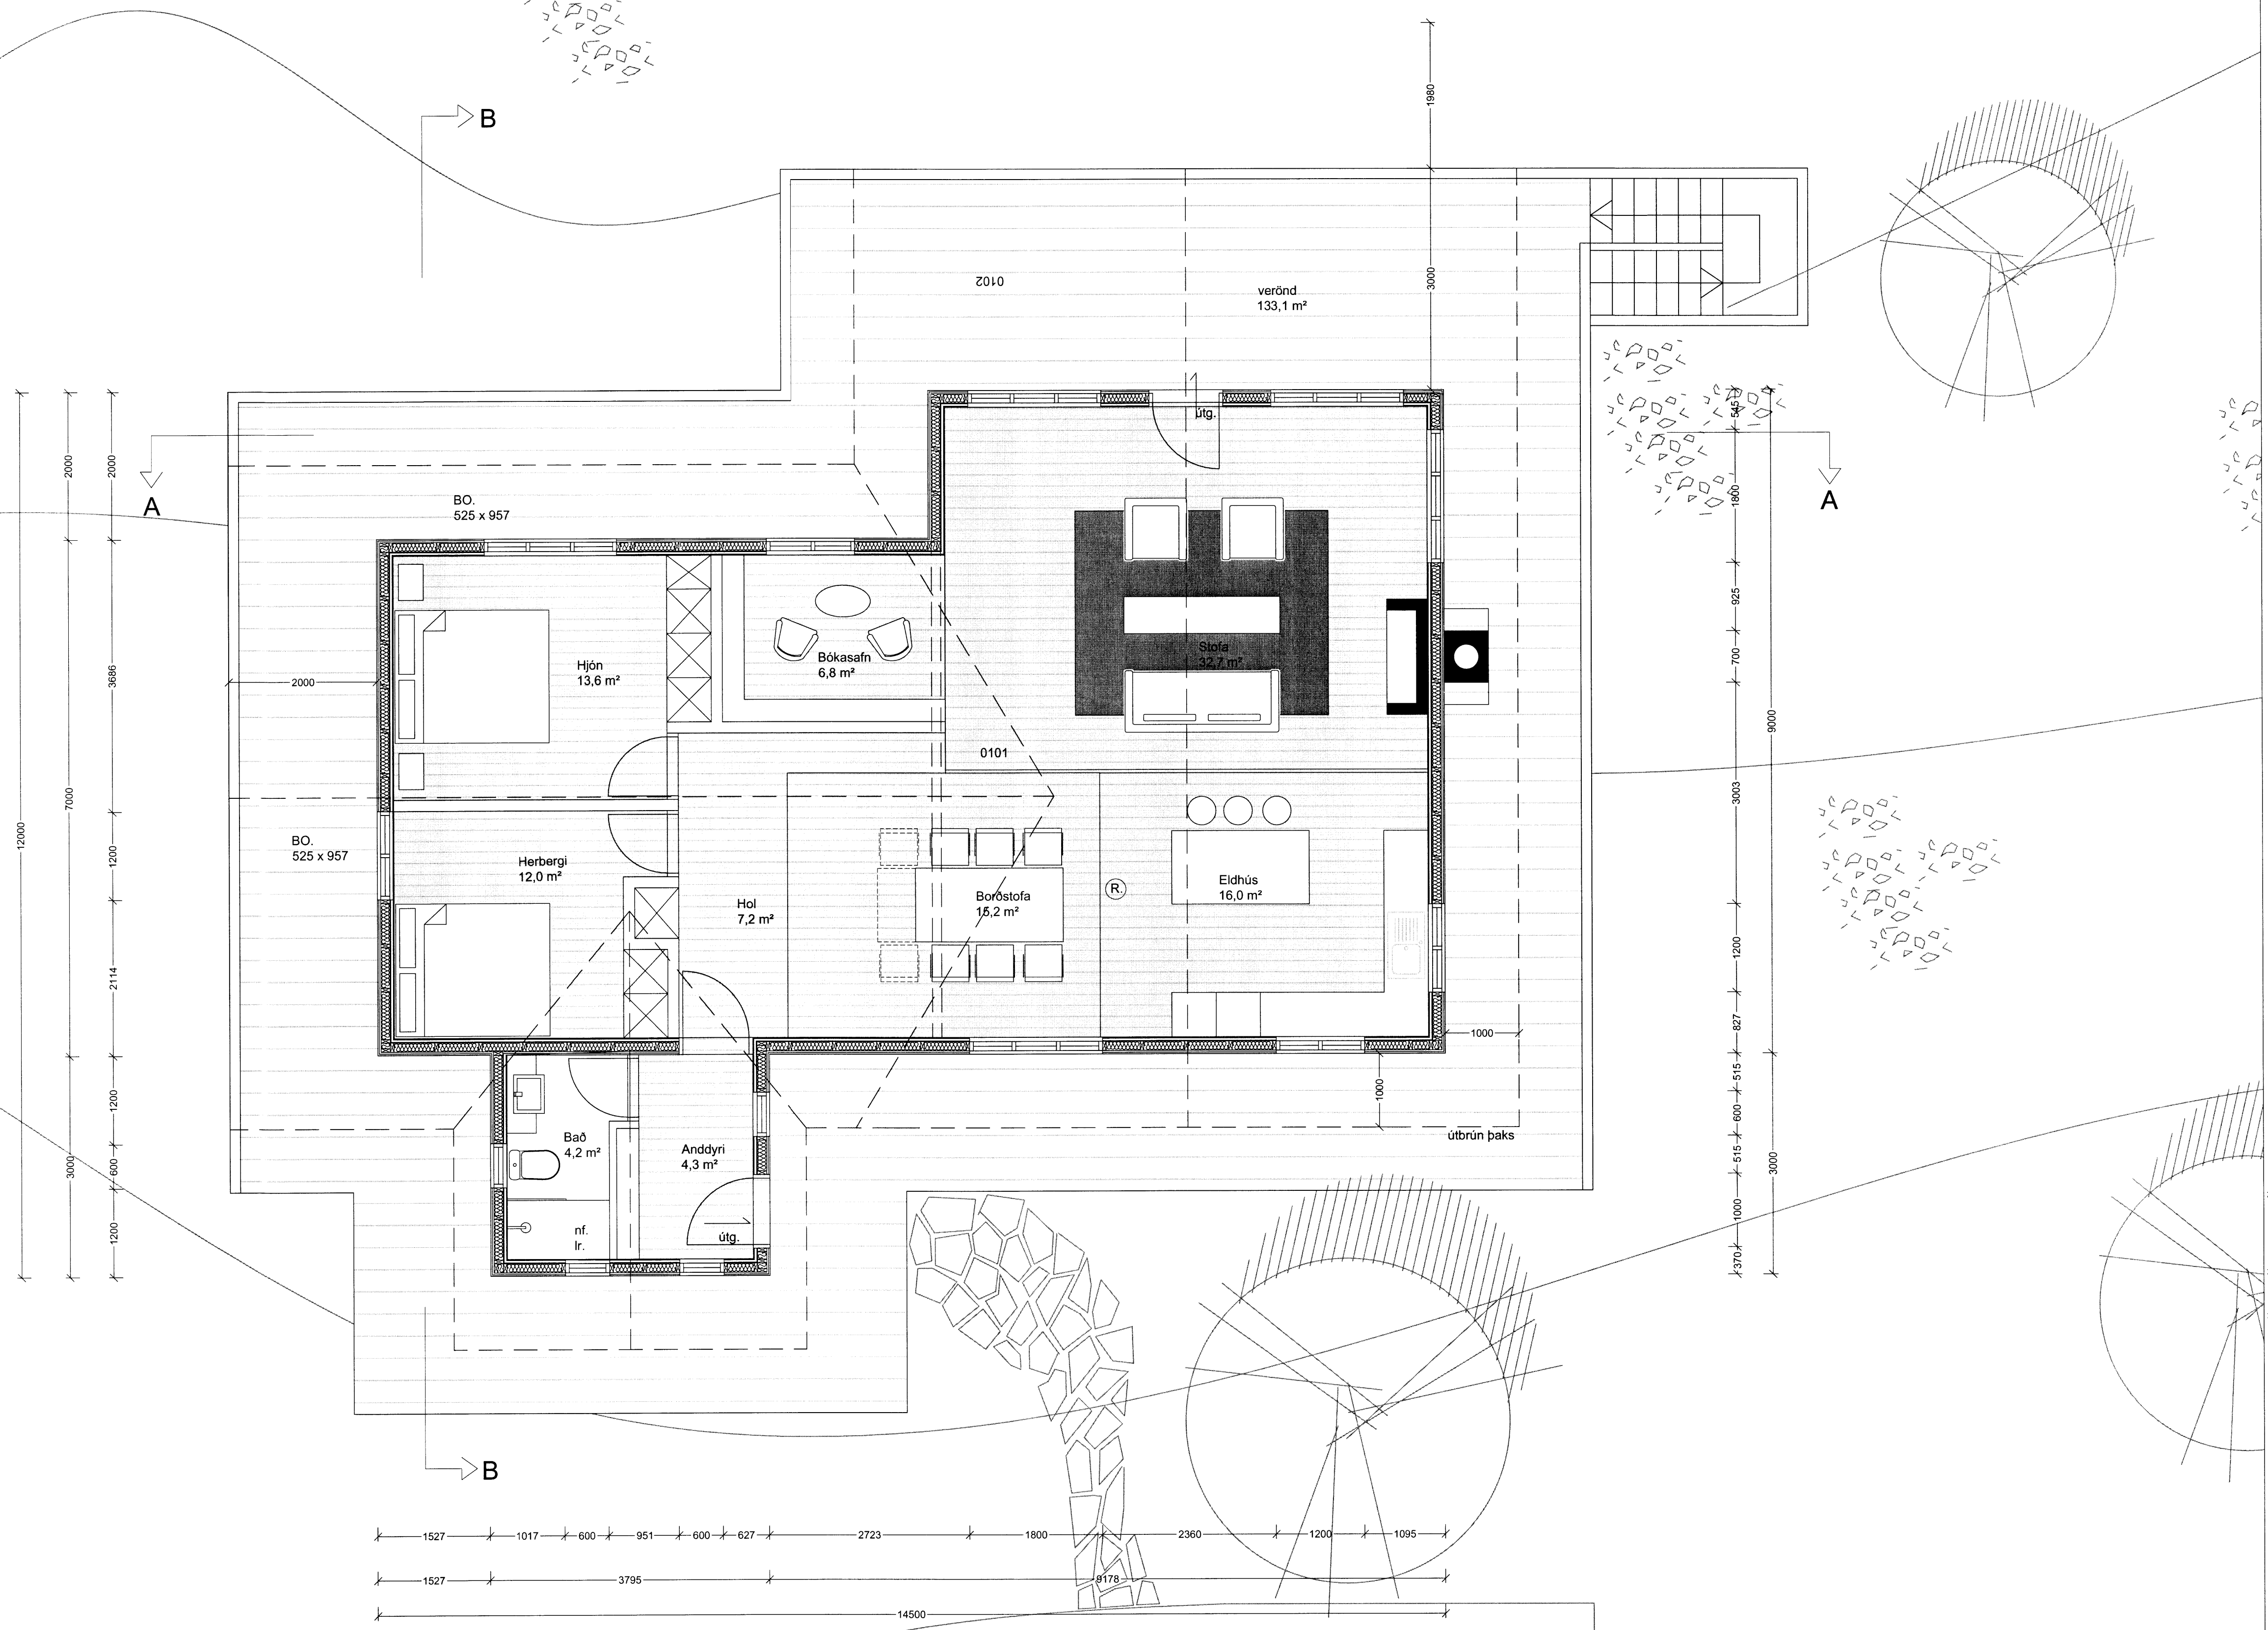 B
1980
0102
verönd
133,1 m²
3000
útg.
545
2000
2000
A
BO.
525 x 957
1800
A
925
Hjón
13,6 m²
Bókasafn
6,8 m²
Stofa
32,7 m²
700
3686
2000
9000
0101
7000
3003
12000
BO.
525 x 957
1200
Herbergi
12,0 m²
Hol
7,2 m²
Borðstofa
15,2 m²
R.
Eldhús
16,0 m²
1200
2114
827
1000
515
1000
1200
600
útbrún þaks
Bað
4,2 m²
Anddyri
4,3 m²
515
3000
600
3000
1000
1200
nf.
lr.
útg.
370
B
1527
1017
600
951
600
627
2723
1800
2360
1200
1095
1527
3795
9178
14500